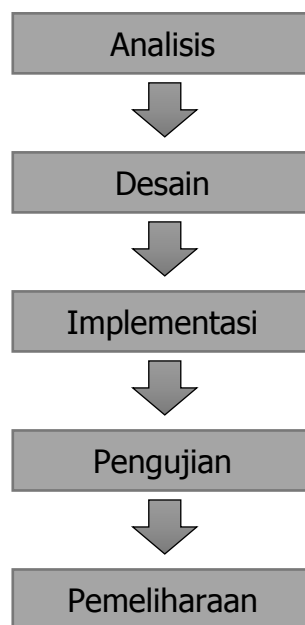 Analisis
Desain
Implementasi
Pengujian
Pemeliharaan